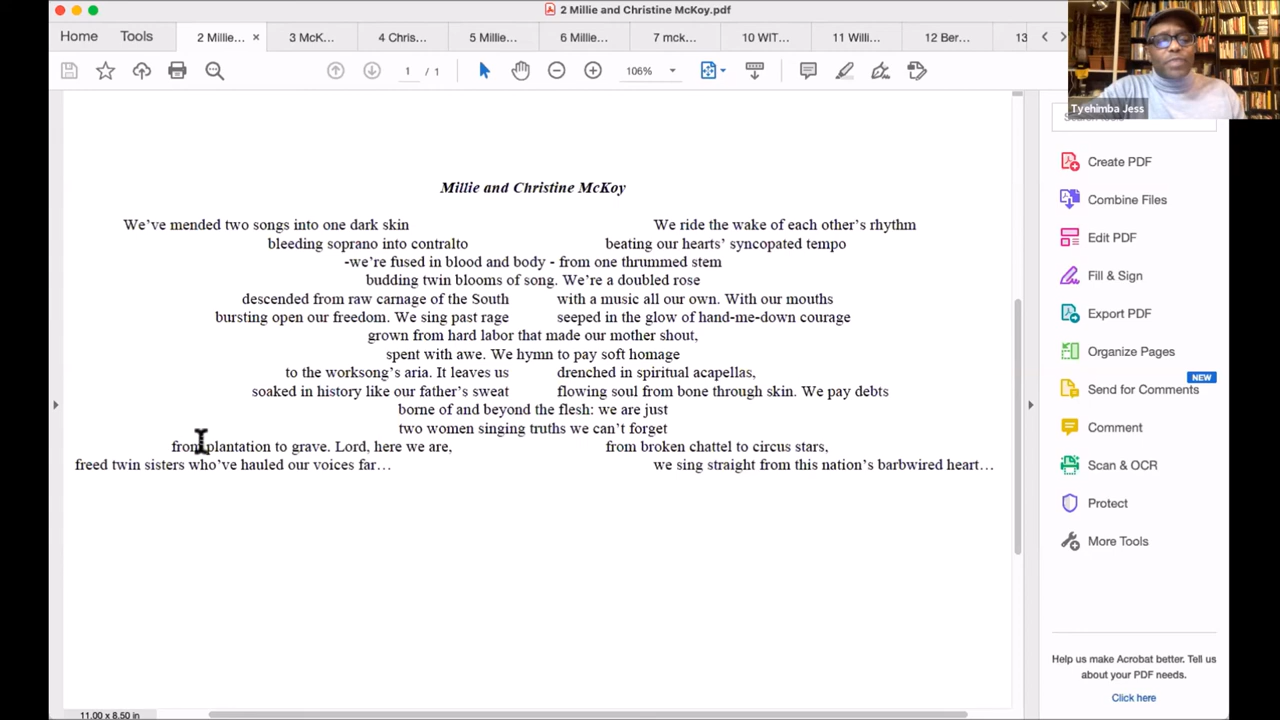 2 Millie and Christine McKoy.pdf
Home Tools 2 Millie... × 3 McK... 4 Chris... 5 Millie... 6 Millie... 7 mck... 10 WIT... 11 Willi... 12 Ber... 13
1 / 1 106%
Tyehimba Jess
Millie and Christine McKoy
We've mended two songs into one dark skin We ride the wake of each other's rhythm
bleeding soprano into contralto beating our hearts' syncopated tempo
-we're fused in blood and body - from one thrummed stem
budding twin blooms of song. We're a doubled rose
descended from raw carnage of the South with a music all our own. With our mouths
bursting open our freedom. We sing past rage seeped in the glow of hand-me-down courage
grown from hard labor that made our mother shout,
spent with awe. We hymn to pay soft homage
to the worksong's aria. It leaves us drenched in spiritual acapellas,
soaked in history like our father's sweat flowing soul from bone through skin. We pay debts
borne of and beyond the flesh: we are just
two women singing truths we can't forget
from plantation to grave. Lord, here we are, from broken chattel to circus stars,
freed twin sisters who've hauled our voices far... we sing straight from this nation's barbwired heart...
11.00 x 8.50 in
Create PDF
Combine Files
Edit PDF
Fill & Sign
Export PDF
Organize Pages
NEW
Send for Comments
Comment
Scan & OCR
Protect
More Tools
Help us make Acrobat better. Tell us
about your PDF needs.
Click here